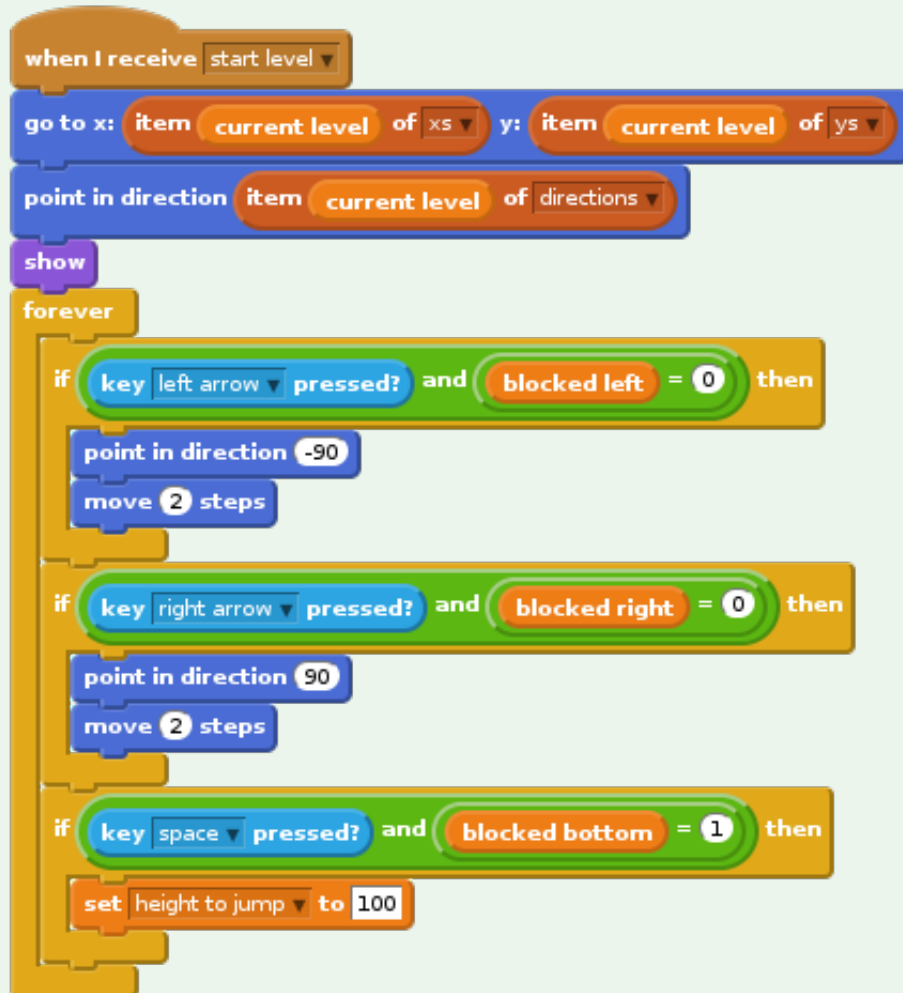 when I receive start level
go to x: item current level of xs y: item current level of ys
point in direction item current level of directions
show
forever
if key left arrow pressed? and blocked left = 0 then
point in direction -90
move 2 steps
if key right arrow pressed? and blocked right = 0 then
point in direction 90
move 2 steps
if key space pressed? and blocked bottom = 1 then
set height to jump to 100